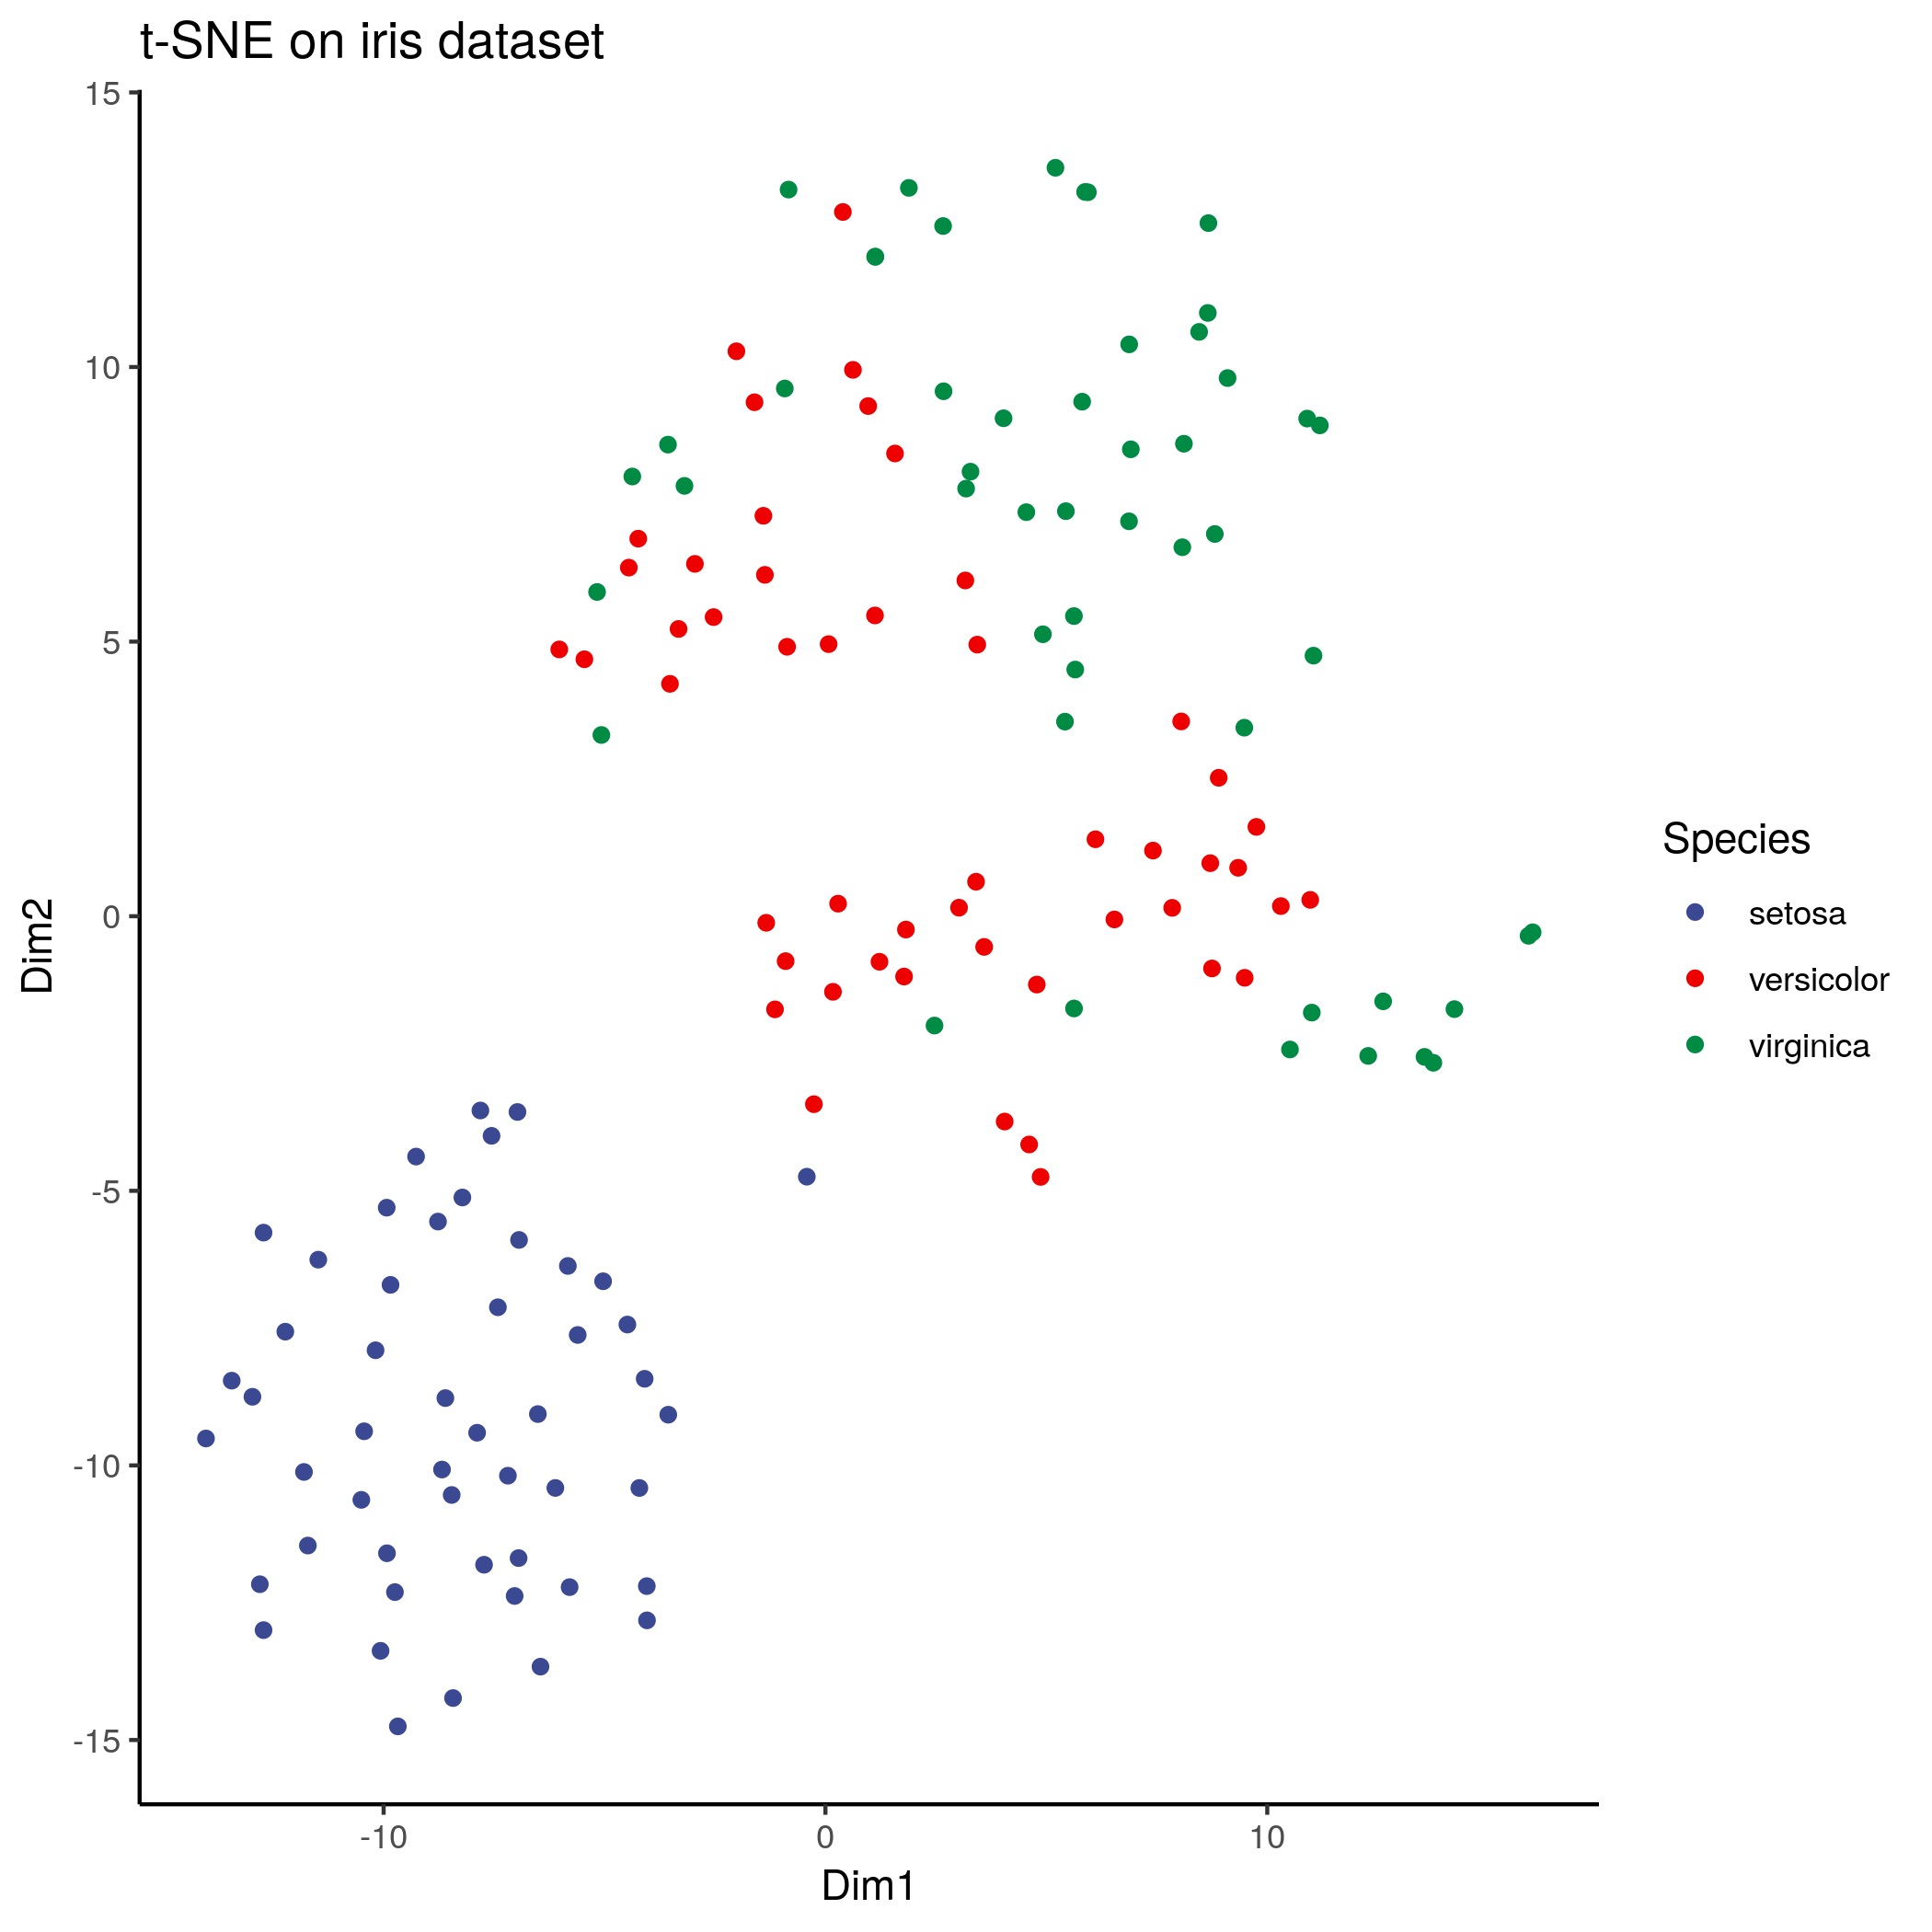 t-SNE on iris dataset
15
10
5
0
-5
-10
-15
Dim2
-10 0 10
Dim1
Species
setosa
versicolor
virginica